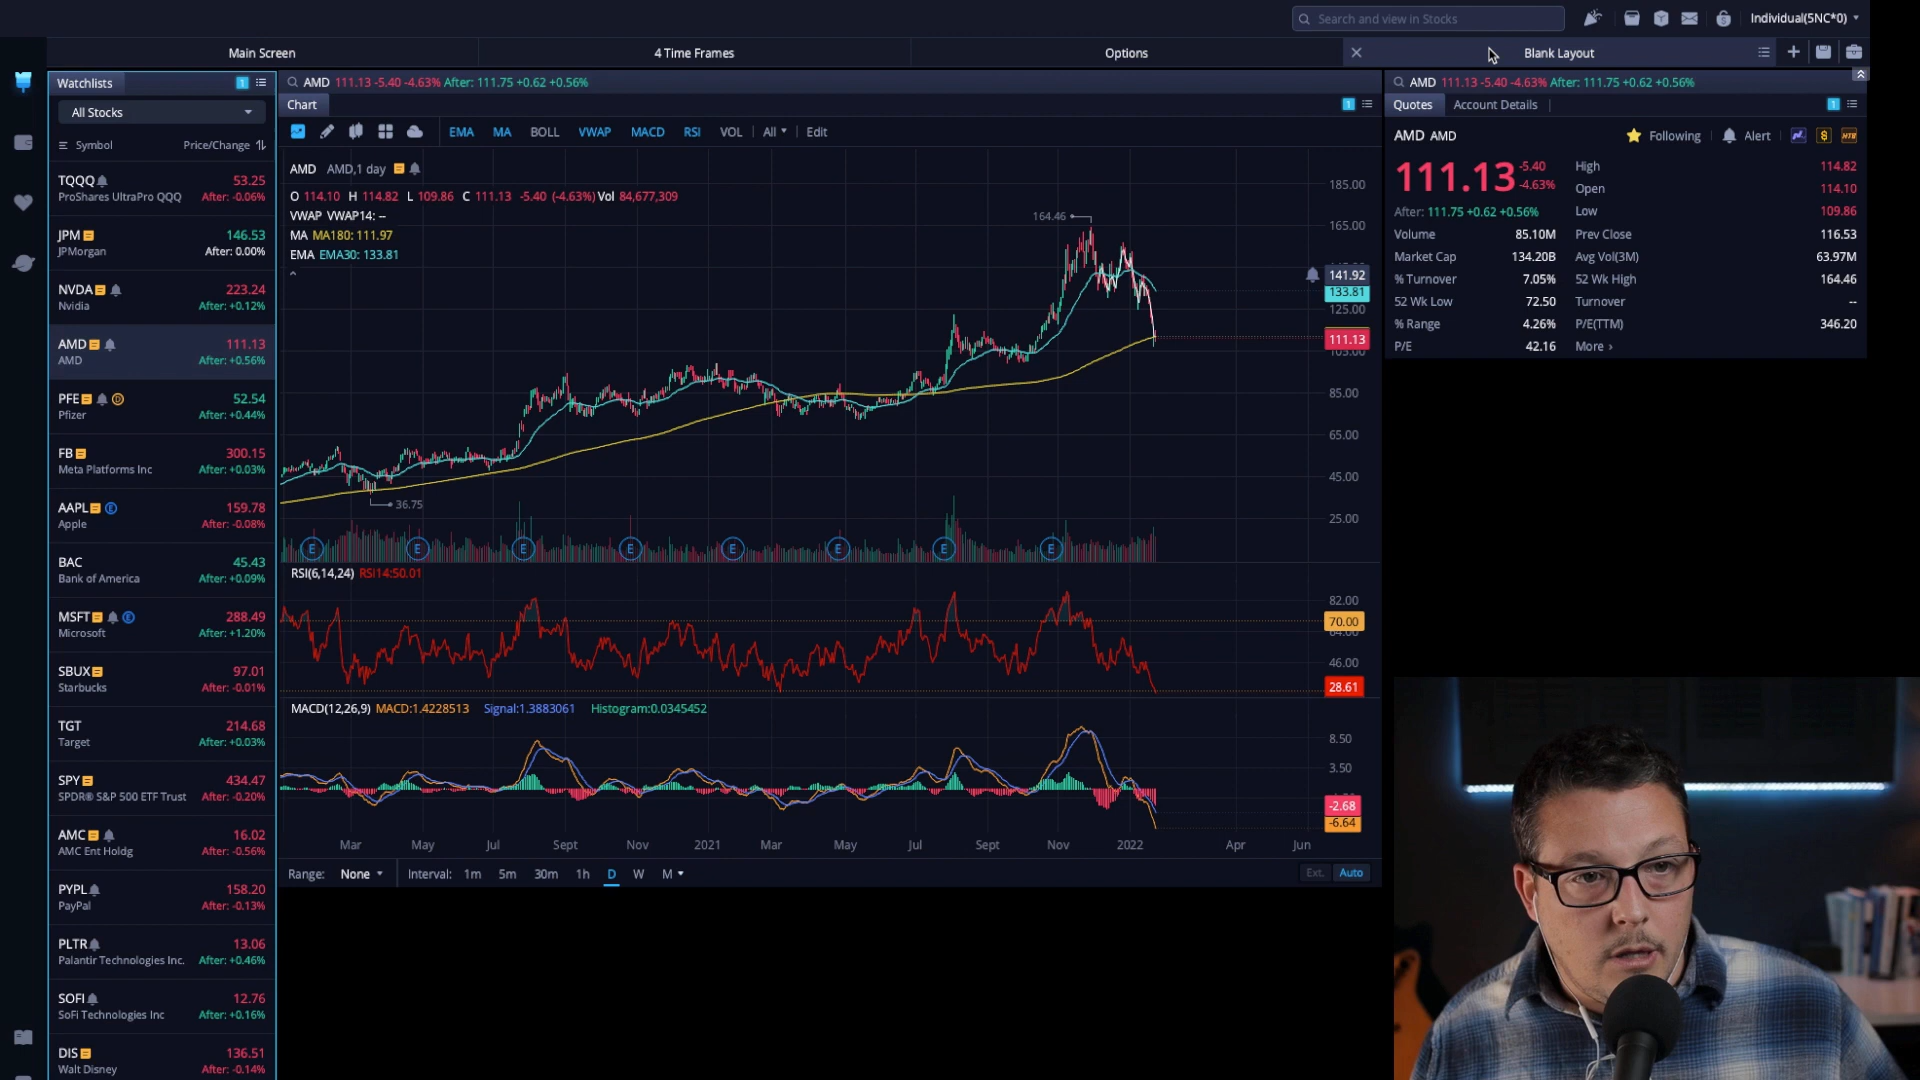 Search and view in Stocks
Individual(5NC*0)
Main Screen
4 Time Frames
Options
Blank Layout
Watchlists
1
All Stocks
Symbol
Price/Change
TQQQ 53.25
ProShares UltraPro QQQ After: -0.06%
JPM 146.53
JPMorgan After: 0.00%
NVDA 223.24
Nvidia After: +0.12%
AMD 111.13
AMD After: +0.56%
PFE D 52.54
Pfizer After: +0.44%
FB 300.15
Meta Platforms Inc After: +0.03%
AAPL E 159.78
Apple After: -0.08%
BAC 45.43
Bank of America After: +0.09%
MSFT E 288.49
Microsoft After: +1.20%
SBUX 97.01
Starbucks After: -0.01%
TGT 214.68
Target After: +0.03%
SPY 434.47
SPDR® S&P 500 ETF Trust After: -0.20%
AMC 16.02
AMC Ent Holdg After: -0.56%
PYPL 158.20
PayPal After: -0.13%
PLTR 13.06
Palantir Technologies Inc. After: +0.46%
SOFI 12.76
SoFi Technologies Inc After: +0.16%
DIS 136.51
Walt Disney After: -0.14%
AMD 111.13 -5.40 -4.63% After: 111.75 +0.62 +0.56%
Chart
1
EMA MA BOLL VWAP MACD RSI VOL All Edit
AMD AMD,1 day
O 114.10 H 114.82 L 109.86 C 111.13 -5.40 (-4.63%) Vol 84,677,309
VWAP VWAP14: --
MA MA180: 111.97
EMA EMA30: 133.81
164.46
36.75
185.00
165.00
141.92
133.81
125.00
111.13
105.00
85.00
65.00
45.00
25.00
E E E E E E E E
RSI(6,14,24) RSI14:50.01
82.00
70.00
64.00
46.00
28.61
MACD(12,26,9) MACD:1.4228513 Signal:1.3883061 Histogram:0.0345452
8.50
3.50
-2.68
-6.64
Mar May Jul Sept Nov 2021 Mar May Jul Sept Nov 2022 Apr Jun
Range: None Interval: 1m 5m 30m 1h D W M Ext. Auto
AMD 111.13 -5.40 -4.63% After: 111.75 +0.62 +0.56%
Quotes Account Details
1
AMD AMD Following Alert
111.13 -5.40 -4.63%
After: 111.75 +0.62 +0.56%
High 114.82
Open 114.10
Low 109.86
Volume 85.10M Prev Close 116.53
Market Cap 134.20B Avg Vol(3M) 63.97M
% Turnover 7.05% 52 Wk High 164.46
52 Wk Low 72.50 Turnover --
% Range 4.26% P/E(TTM) 346.20
P/E 42.16 More